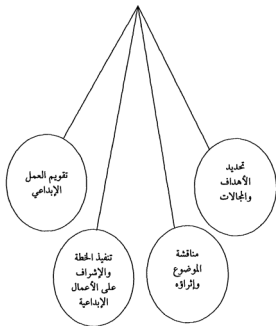 تحديد
الأهداف
والمجالات
مناقشة
الموضوع
وإثراؤه
تنفيذ الخطة
والإشراف
على الأعمال
الإبداعية
تقويم العمل
الإبداعي